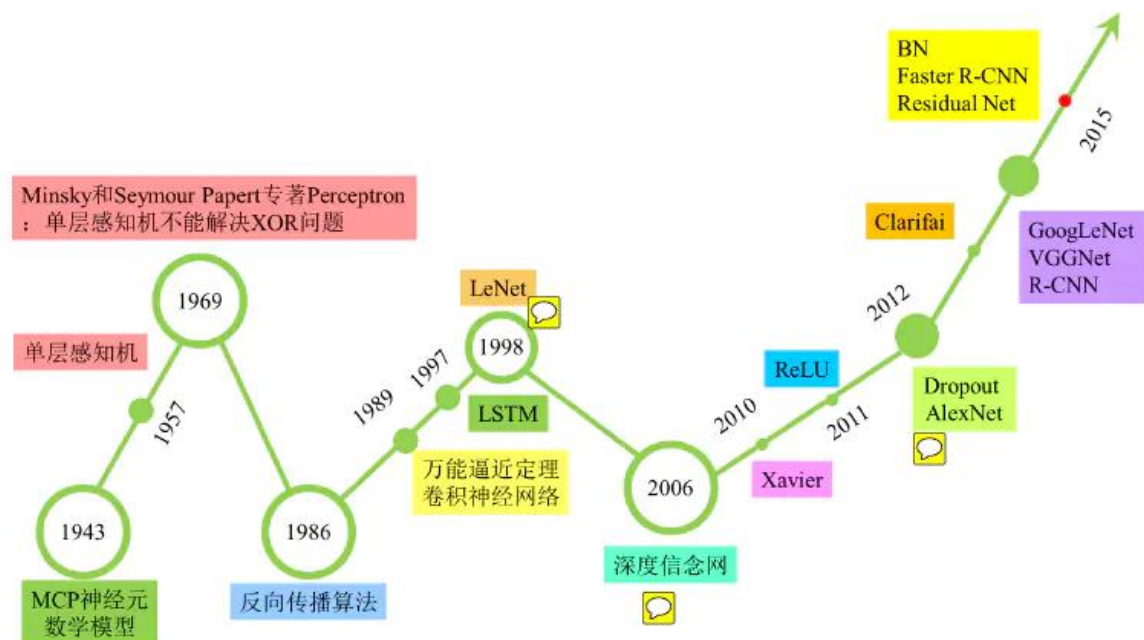 BN
Faster R-CNN
Residual Net
2015
Minsky和Seymour Papert专著Perceptron
：单层感知机不能解决XOR问题
Clarifai
GoogLeNet
VGGNet
R-CNN
LeNet
1969
2012
1998
单层感知机
1997
ReLU
1989
LSTM
2010
Dropout
AlexNet
1957
2011
万能逼近定理
卷积神经网络
Xavier
2006
1943
1986
深度信念网
MCP神经元
数学模型
反向传播算法